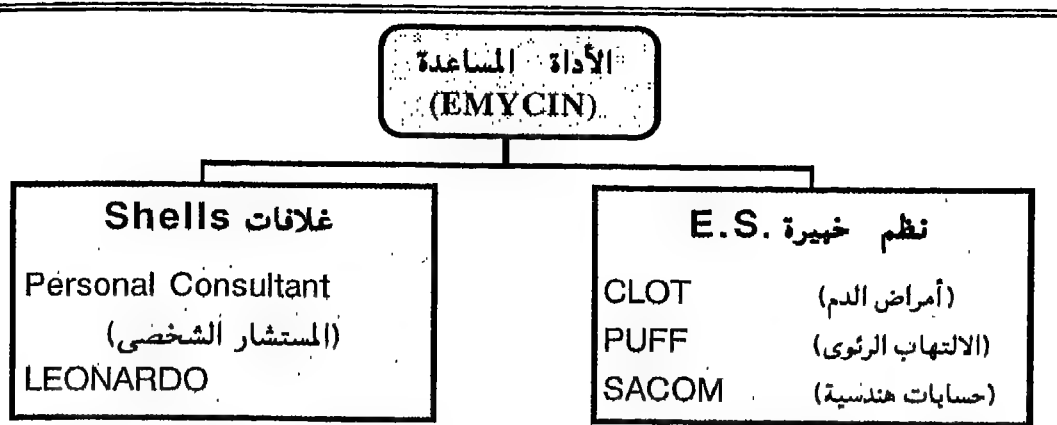 الأداة المساعدة
(EMYCIN)
نظم خبيرة E.S.
CLOT (أمراض الدم)
PUFF (الالتهاب الرئوى)
SACOM (حسابات هندسية)
غلافات Shells
Personal Consultant
(المستشار الشخصى)
LEONARDO